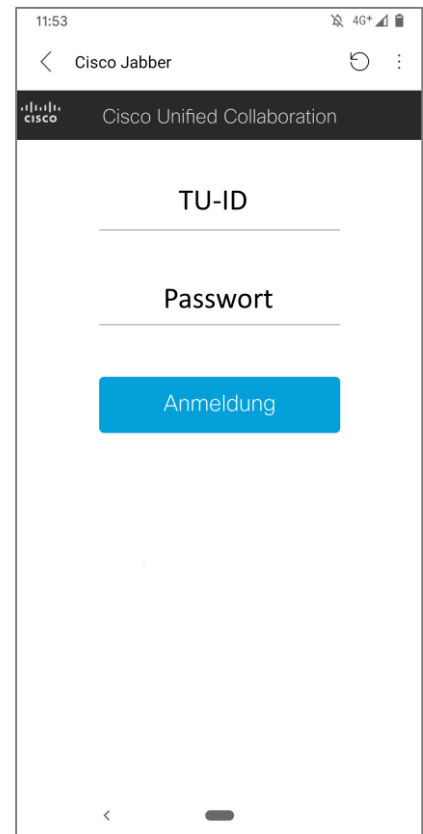 11:53 4G+
Cisco Jabber
CISCO Cisco Unified Collaboration
TU-ID
Passwort
Anmeldung